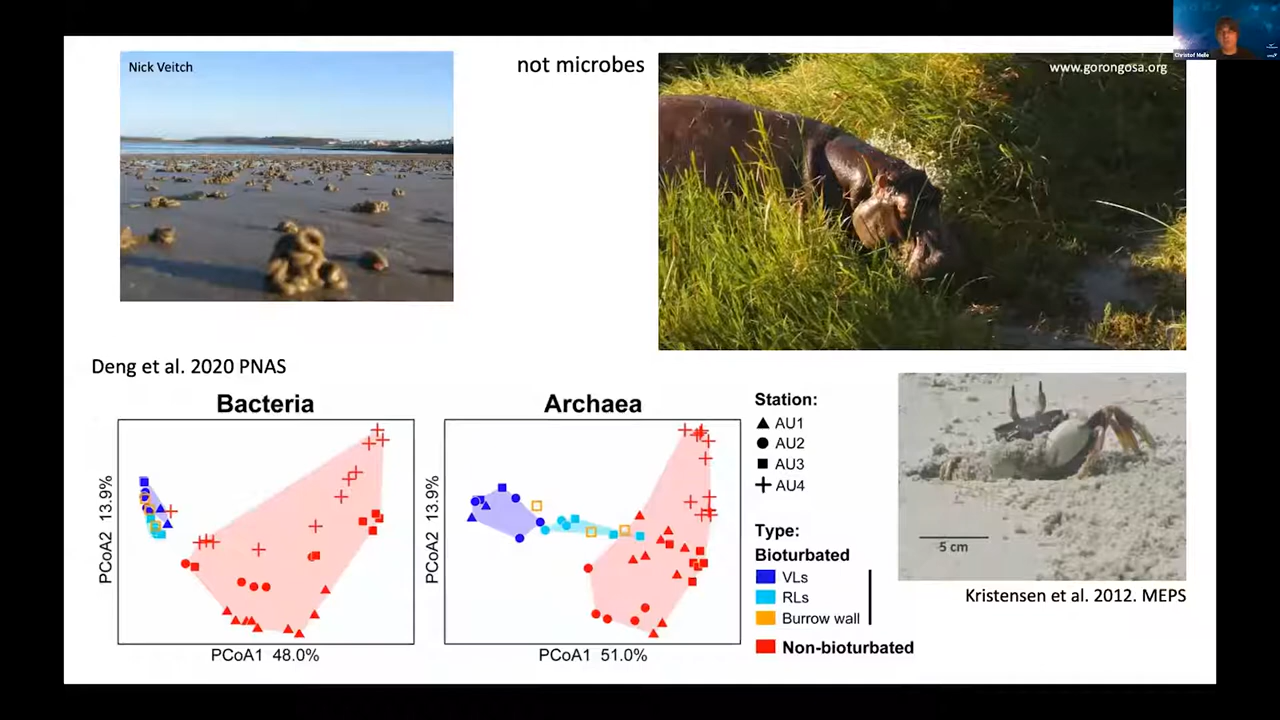 Nick Veitch
not microbes
www.gorongosa.org
Christof Meile
Deng et al. 2020 PNAS
Bacteria
PCoA2 13.9%
PCoA1 48.0%
Archaea
PCoA2 13.9%
PCoA1 51.0%
Station:
AU1
AU2
AU3
AU4
Type:
Bioturbated
VLs
RLs
Burrow wall
Non-bioturbated
5 cm
Kristensen et al. 2012. MEPS